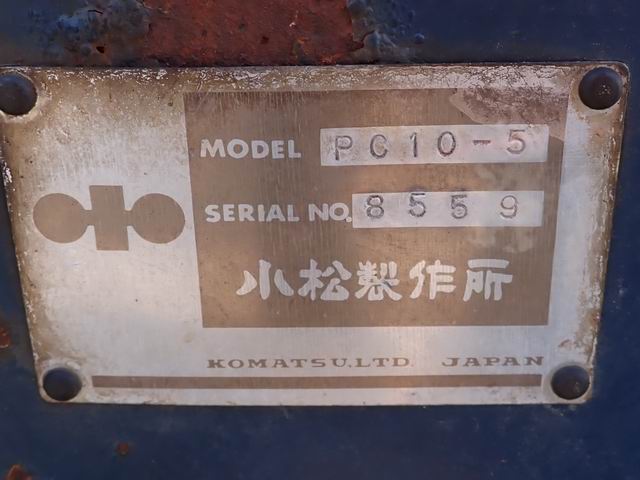 MODEL PC10-5
SERIAL NO. 8559
小松製作所
KOMATSU, LTD. JAPAN